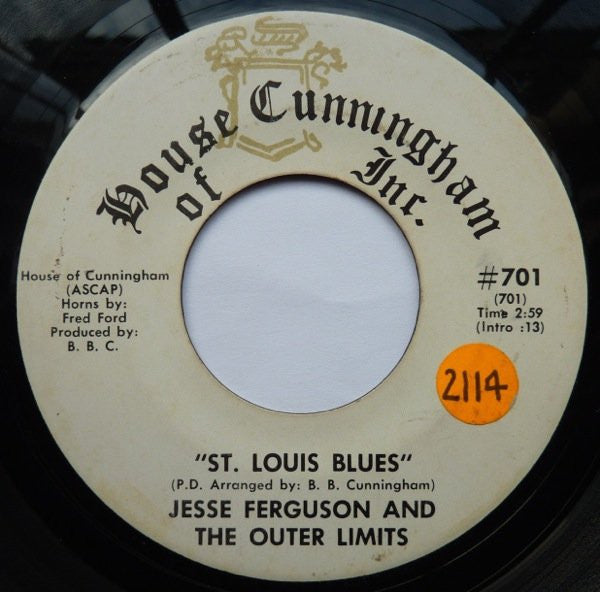 House of Cunningham Inc.
House of Cunningham
(ASCAP)
Horns by:
Fred Ford
Produced by:
B. B. C.
#701
(701)
Time 2:59
(Intro :13)
2114
"ST. LOUIS BLUES"
(P.D. Arranged by: B. B. Cunningham)
JESSE FERGUSON AND
THE OUTER LIMITS